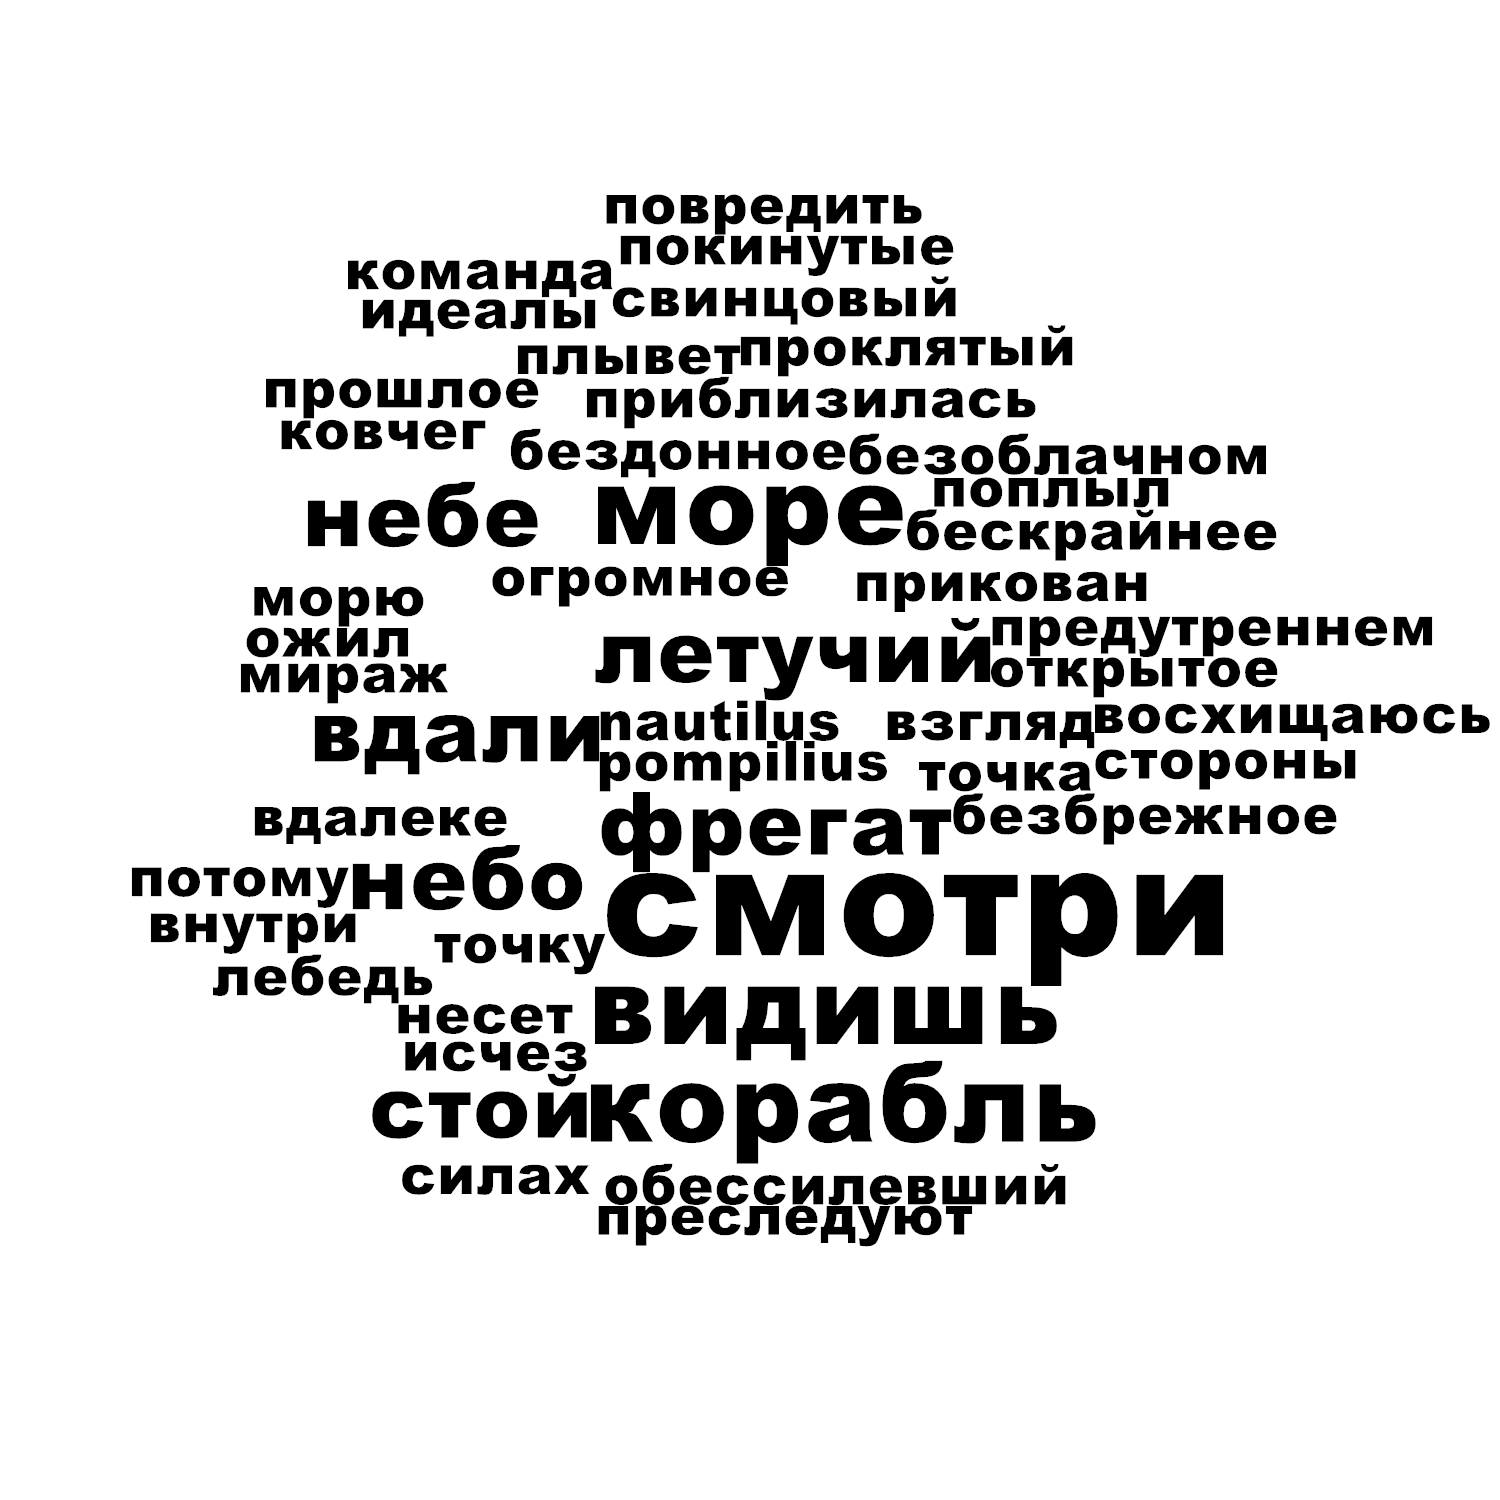 повредить
покинутые
команда
идеалы
свинцовый
плывет
проклятый
прошлое
приблизилась
ковчег
бездонное
безоблачном
небе
море
поплыл
бескрайнее
огромное
прикован
морю
ожил
мираж
летучий
предутреннем
открытое
вдали
nautilus
взгляд
восхищаюсь
pompilius
точка
стороны
вдалеке
фрегат
безбрежное
потому
небо
смотри
внутри
точку
лебедь
несет
видишь
исчез
стой
корабль
силах
обессилевший
преследуют